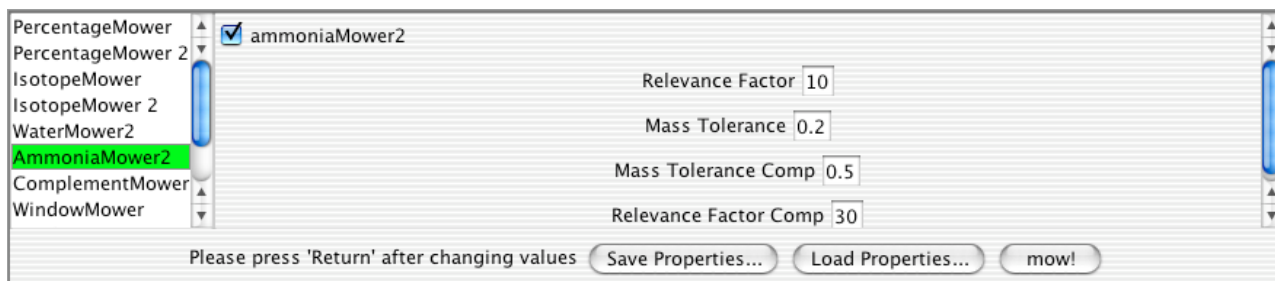 PercentageMower
PercentageMower 2
IsotopeMower
IsotopeMower 2
WaterMower2
AmmoniaMower2
ComplementMower
WindowMower
ammoniaMower2
Relevance Factor 10
Mass Tolerance 0.2
Mass Tolerance Comp 0.5
Relevance Factor Comp 30
Please press 'Return' after changing values Save Properties... Load Properties... mow!